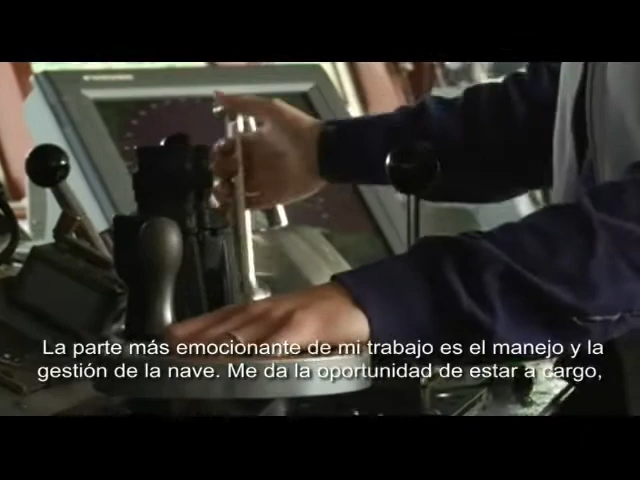 La parte más emocionante de mi trabajo es el manejo y la
gestión de la nave. Me da la oportunidad de estar a cargo,